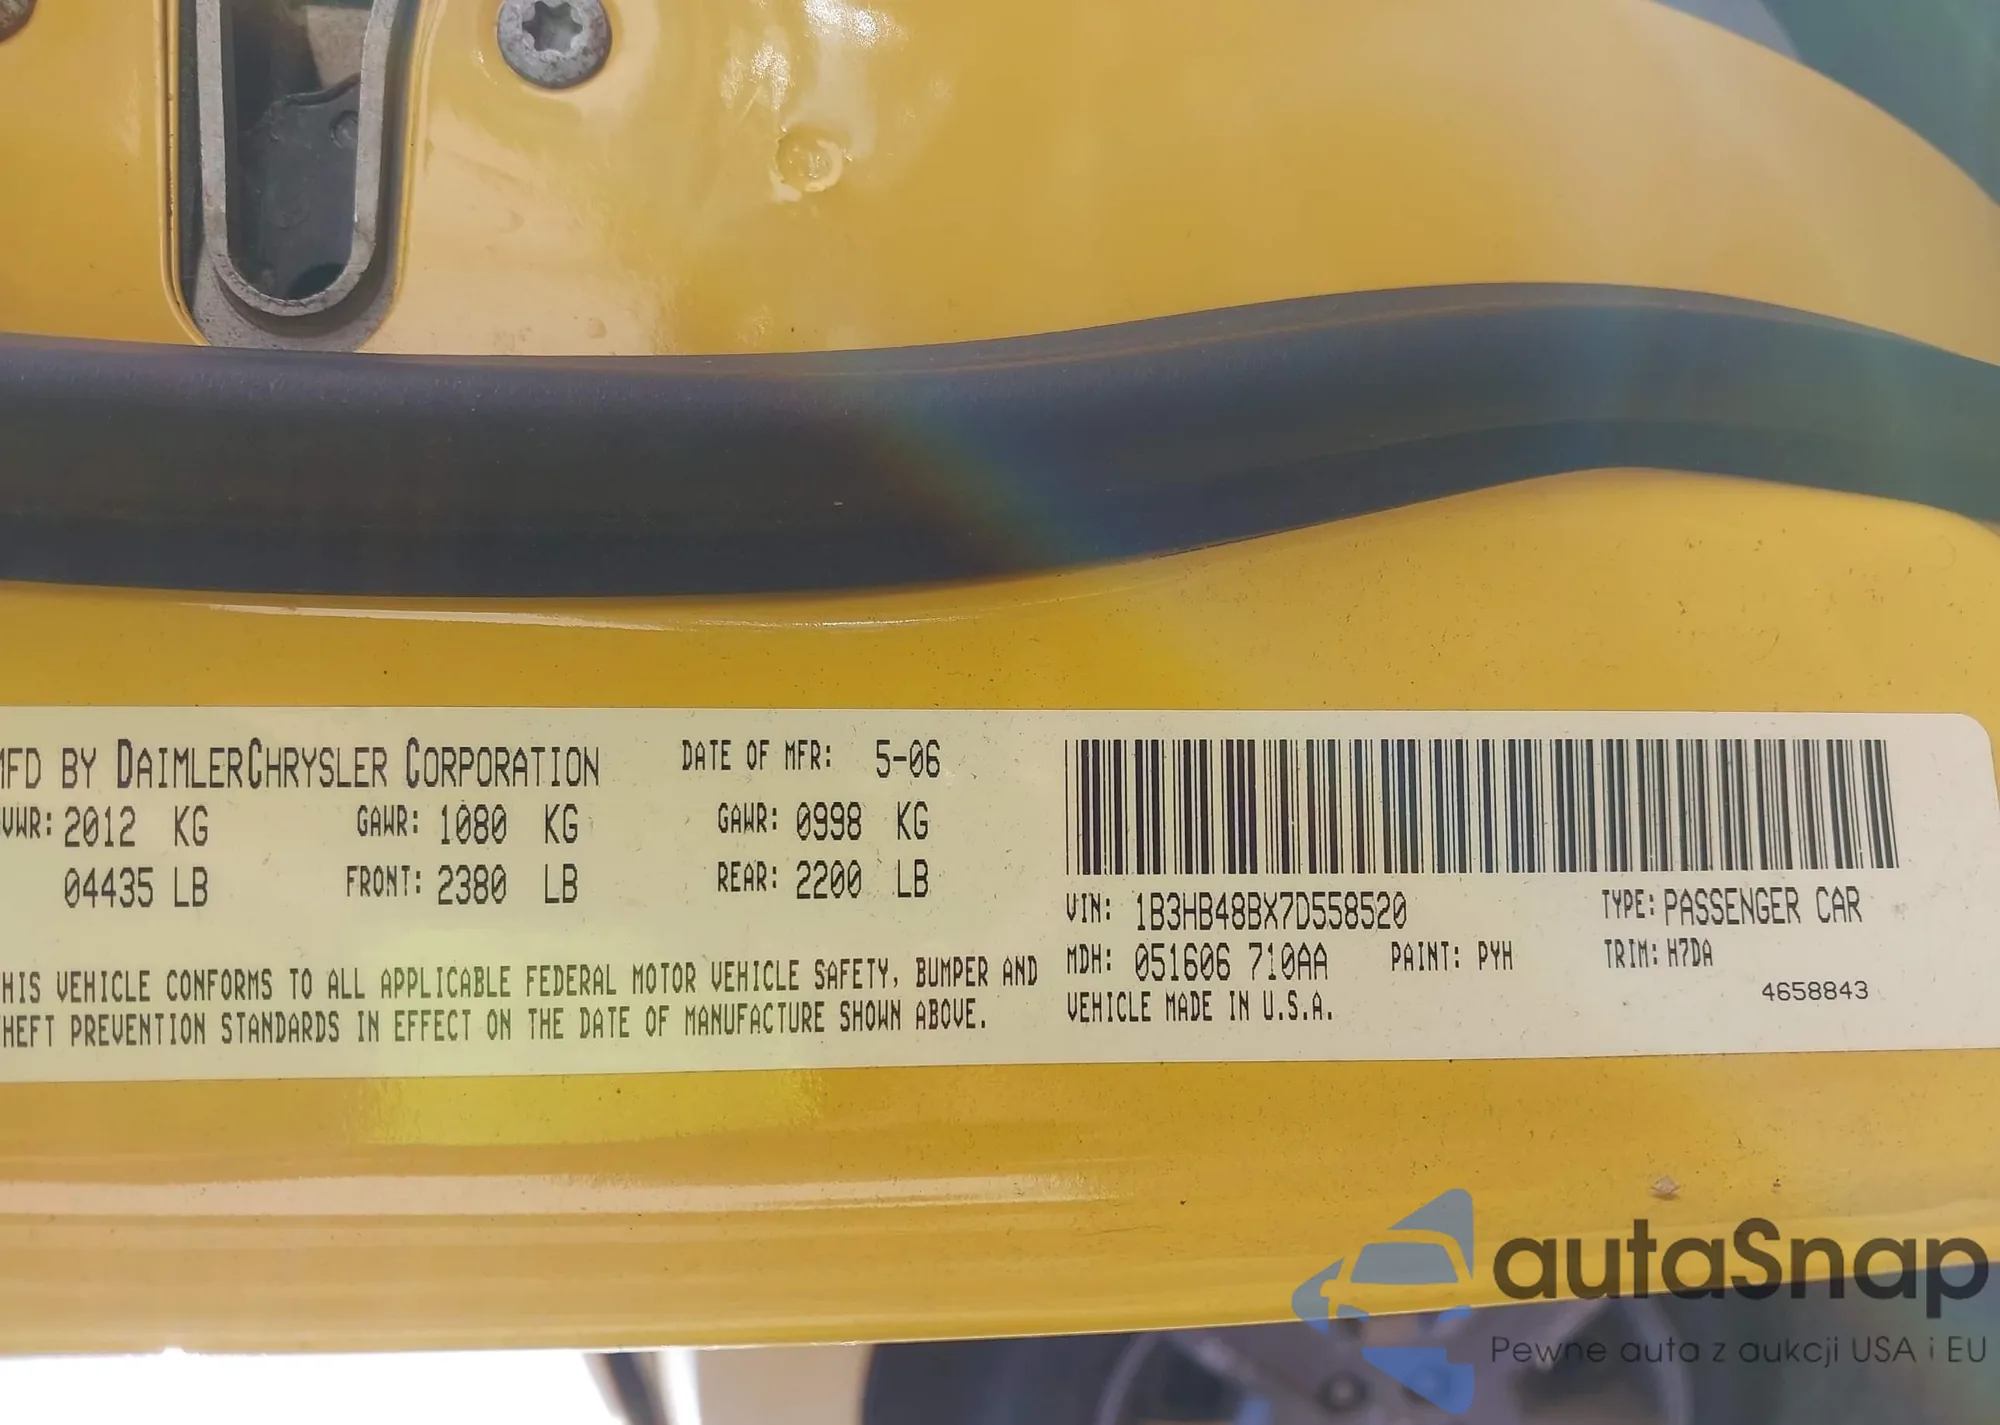 MFD BY DAIMLERCHRYSLER CORPORATION DATE OF MFR: 5-06
VWR: 2012 KG GAWR: 1080 KG GAWR: 0998 KG
04435 LB FRONT: 2380 LB REAR: 2200 LB
HIS VEHICLE CONFORMS TO ALL APPLICABLE FEDERAL MOTOR VEHICLE SAFETY, BUMPER AND
HEFT PREVENTION STANDARDS IN EFFECT ON THE DATE OF MANUFACTURE SHOWN ABOVE.
VIN: 1B3HB48BX7D558520 TYPE: PASSENGER CAR
MDH: 051606 710AA PAINT: PYH TRIM: H7DA
VEHICLE MADE IN U.S.A. 4658843
autaSnap
Pewne auta z aukcji USA i EU